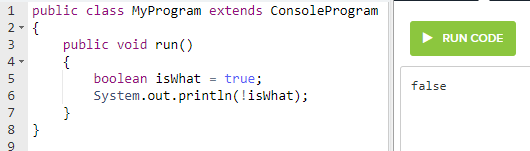 1 public class MyProgram extends ConsoleProgram
2 {
3     public void run()
4     {
5         boolean isWhat = true;
6         System.out.println(!isWhat);
7     }
8 }
9
RUN CODE
false